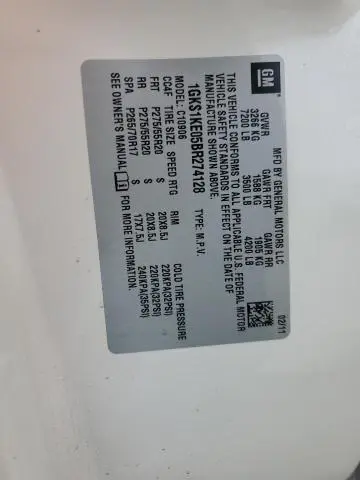 GM
MFD BY GENERAL MOTORS LLC 02/11
GVWR GAWR FRT GAWR RR
3266 KG 1588 KG 1905 KG
7200 LB 3500 LB 4200 LB
THIS VEHICLE CONFORMS TO ALL APPLICABLE U.S. FEDERAL MOTOR
VEHICLE SAFETY STANDARDS IN EFFECT ON THE DATE OF
MANUFACTURE SHOWN ABOVE.
1GKS1KE06BR274128 TYPE: M.P.V.
MODEL: C10906
CC4F TIRE SIZE SPEED RTG RIM COLD TIRE PRESSURE
FRT P275/55R20 S 20X8.5J 220KPA(32PSI)
RR P275/55R20 S 20X8.5J 220KPA(32PSI)
SPA P265/70R17 S 17X7.5J 240KPA(35PSI)
SEE OWNER'S MANUAL FOR MORE INFORMATION.